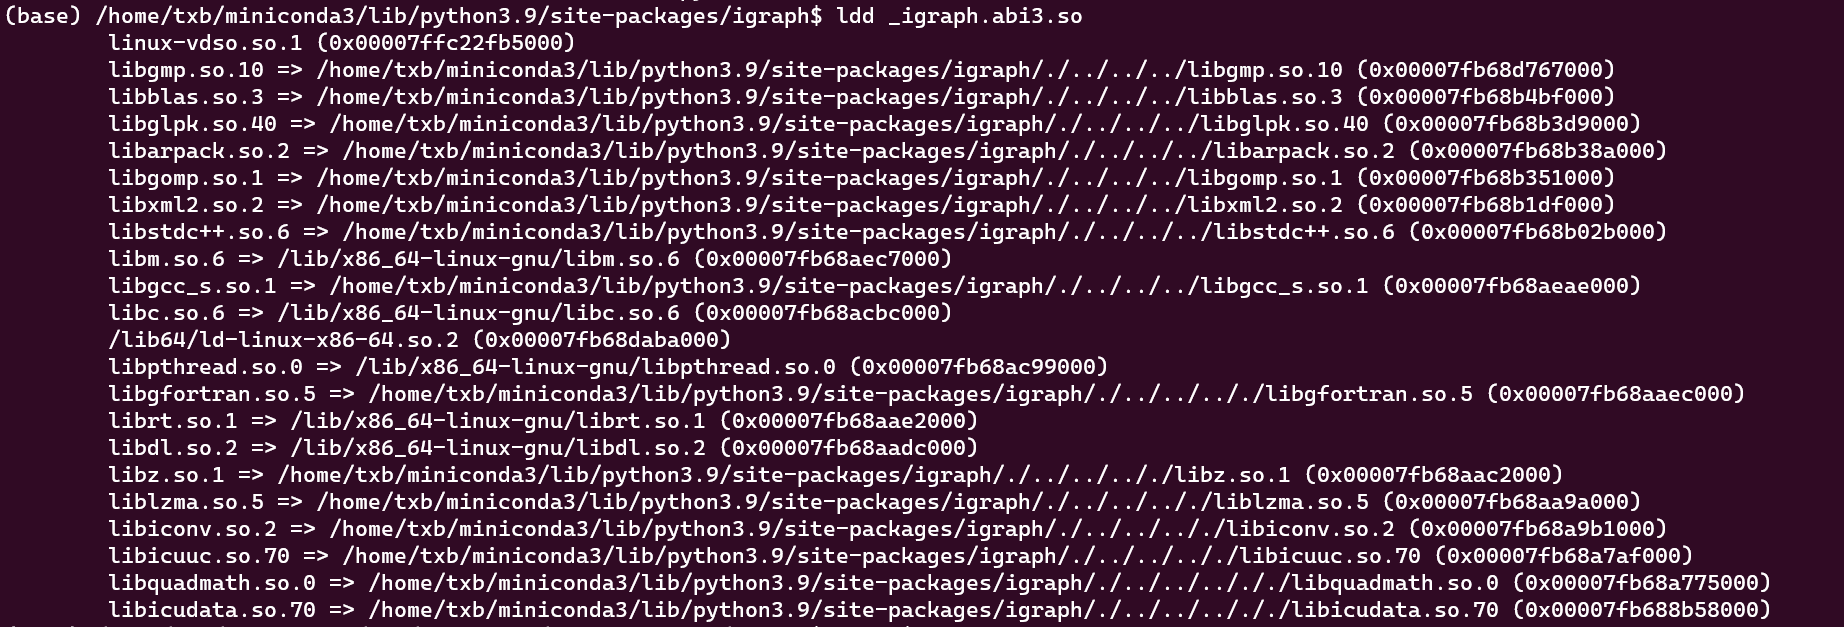 (base) /home/txb/miniconda3/lib/python3.9/site-packages/igraph$ ldd _igraph.abi3.so
linux-vdso.so.1 (0x00007ffc22fb5000)
libgmp.so.10 => /home/txb/miniconda3/lib/python3.9/site-packages/igraph/./../../../libgmp.so.10 (0x00007fb68d767000)
libblas.so.3 => /home/txb/miniconda3/lib/python3.9/site-packages/igraph/./../../../libblas.so.3 (0x00007fb68b4bf000)
libglpk.so.40 => /home/txb/miniconda3/lib/python3.9/site-packages/igraph/./../../../libglpk.so.40 (0x00007fb68b3d9000)
libarpack.so.2 => /home/txb/miniconda3/lib/python3.9/site-packages/igraph/./../../../libarpack.so.2 (0x00007fb68b38a000)
libgomp.so.1 => /home/txb/miniconda3/lib/python3.9/site-packages/igraph/./../../../libgomp.so.1 (0x00007fb68b351000)
libxml2.so.2 => /home/txb/miniconda3/lib/python3.9/site-packages/igraph/./../../../libxml2.so.2 (0x00007fb68b1df000)
libstdc++.so.6 => /home/txb/miniconda3/lib/python3.9/site-packages/igraph/./../../../libstdc++.so.6 (0x00007fb68b02b000)
libm.so.6 => /lib/x86_64-linux-gnu/libm.so.6 (0x00007fb68aec7000)
libgcc_s.so.1 => /home/txb/miniconda3/lib/python3.9/site-packages/igraph/./../../../libgcc_s.so.1 (0x00007fb68aeae000)
libc.so.6 => /lib/x86_64-linux-gnu/libc.so.6 (0x00007fb68acbc000)
/lib64/ld-linux-x86-64.so.2 (0x00007fb68daba000)
libpthread.so.0 => /lib/x86_64-linux-gnu/libpthread.so.0 (0x00007fb68ac99000)
libgfortran.so.5 => /home/txb/miniconda3/lib/python3.9/site-packages/igraph/./../../.././libgfortran.so.5 (0x00007fb68aaec000)
librt.so.1 => /lib/x86_64-linux-gnu/librt.so.1 (0x00007fb68aae2000)
libdl.so.2 => /lib/x86_64-linux-gnu/libdl.so.2 (0x00007fb68aadc000)
libz.so.1 => /home/txb/miniconda3/lib/python3.9/site-packages/igraph/./../../.././libz.so.1 (0x00007fb68aac2000)
liblzma.so.5 => /home/txb/miniconda3/lib/python3.9/site-packages/igraph/./../../.././liblzma.so.5 (0x00007fb68aa9a000)
libiconv.so.2 => /home/txb/miniconda3/lib/python3.9/site-packages/igraph/./../../.././libiconv.so.2 (0x00007fb68a9b1000)
libicuuc.so.70 => /home/txb/miniconda3/lib/python3.9/site-packages/igraph/./../../.././libicuuc.so.70 (0x00007fb68a7af000)
libquadmath.so.0 => /home/txb/miniconda3/lib/python3.9/site-packages/igraph/./../../../././libquadmath.so.0 (0x00007fb68a775000)
libicudata.so.70 => /home/txb/miniconda3/lib/python3.9/site-packages/igraph/./../../../././libicudata.so.70 (0x00007fb688b58000)